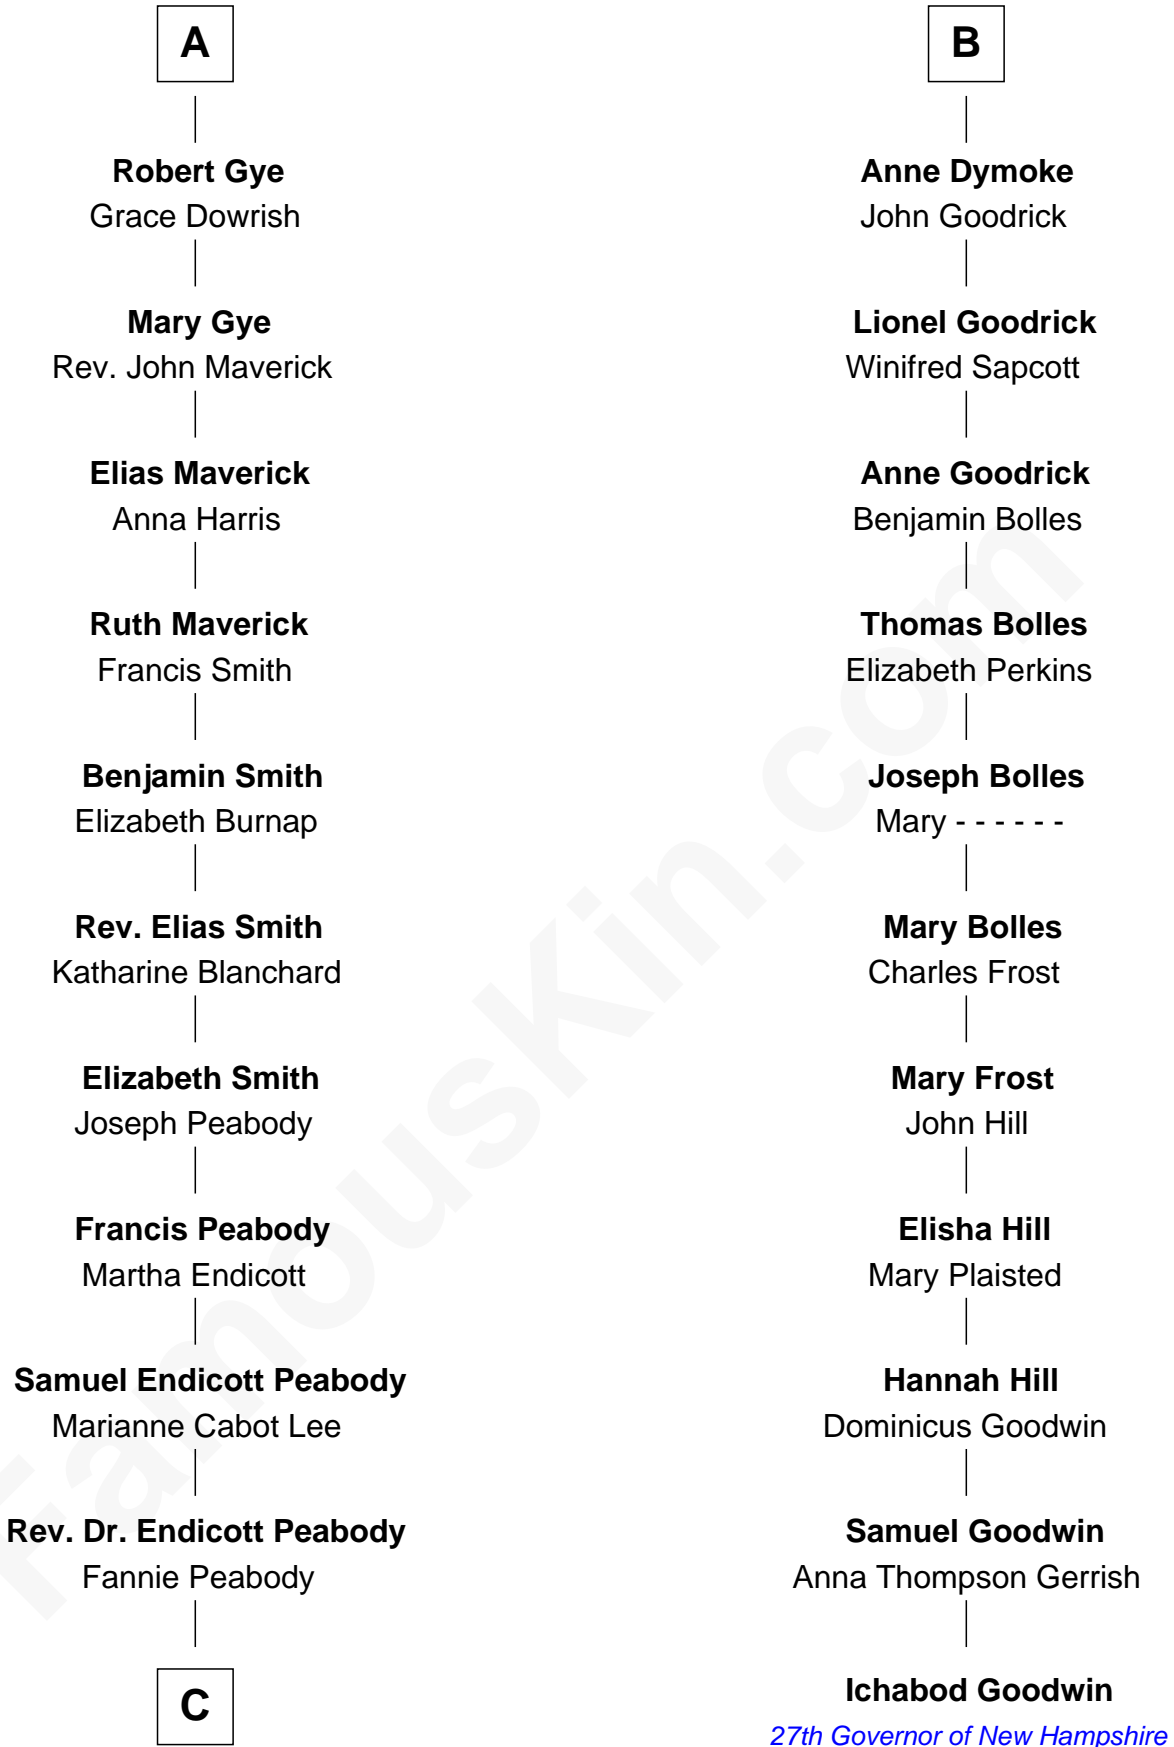 A
Robert Gye
Grace Dowrish
Mary Gye
Rev. John Maverick
Elias Maverick
Anna Harris
Ruth Maverick
Francis Smith
Benjamin Smith
Elizabeth Burnap
Rev. Elias Smith
Katharine Blanchard
Elizabeth Smith
Joseph Peabody
Francis Peabody
Martha Endicott
Samuel Endicott Peabody
Marianne Cabot Lee
Rev. Dr. Endicott Peabody
Fannie Peabody
C
B
Anne Dymoke
John Goodrick
Lionel Goodrick
Winifred Sapcott
Anne Goodrick
Benjamin Bolles
Thomas Bolles
Elizabeth Perkins
Joseph Bolles
Mary - - - - - -
Mary Bolles
Charles Frost
Mary Frost
John Hill
Elisha Hill
Mary Plaisted
Hannah Hill
Dominicus Goodwin
Samuel Goodwin
Anna Thompson Gerrish
Ichabod Goodwin
27th Governor of New Hampshire
FamousKin.com